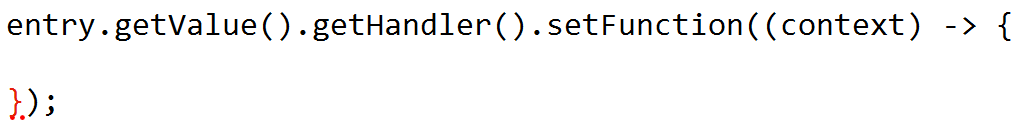 entry.getValue().getHandler().setFunction((context) -> {
});